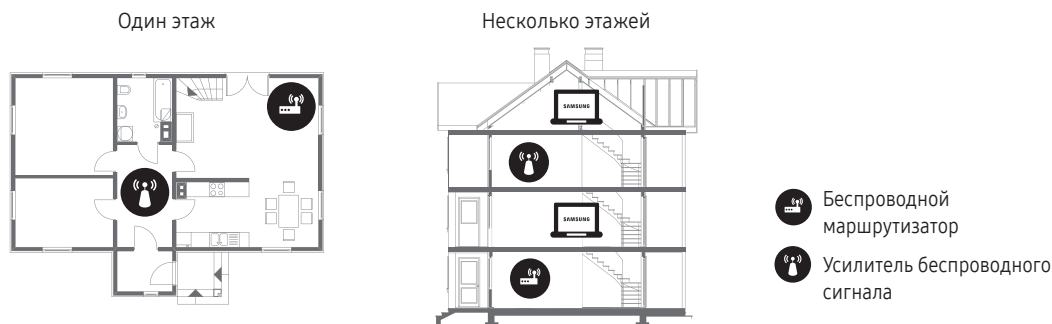 Один этаж
Несколько этажей
SAMSUNG
SAMSUNG
Беспроводной
маршрутизатор
Усилитель беспроводного
сигнала